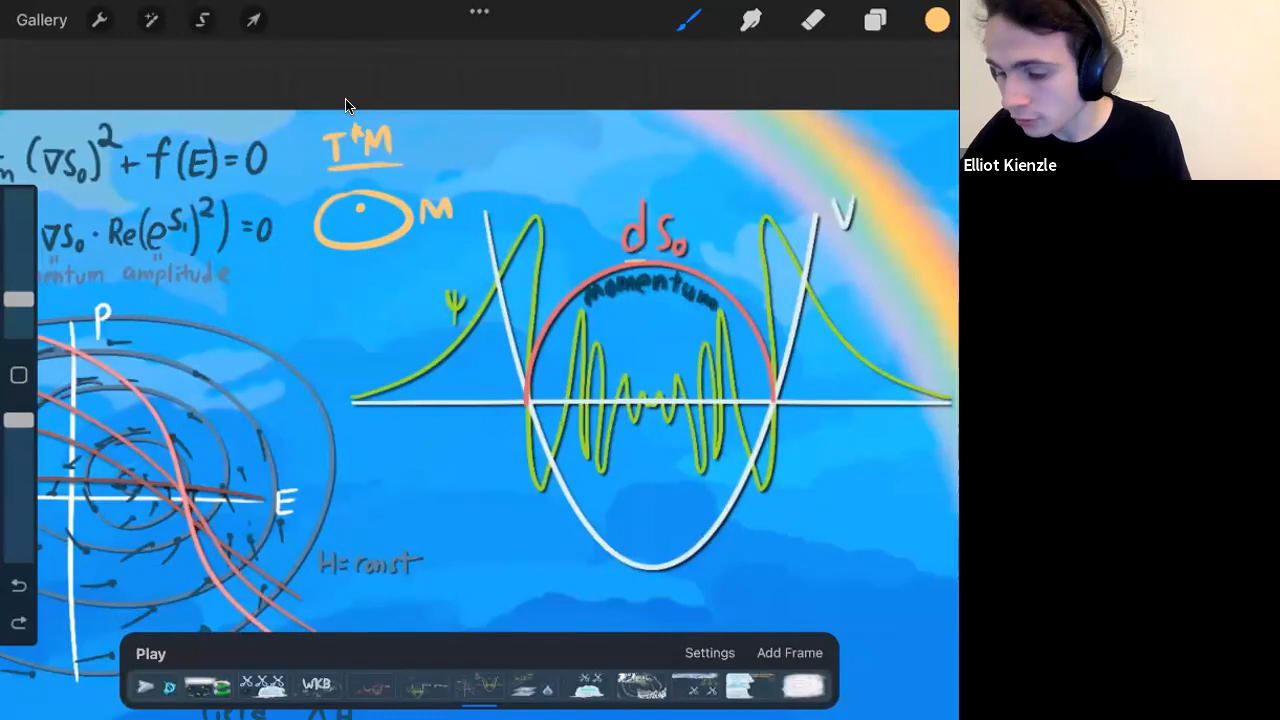 Gallery
Elliot Kienzle
(∇S₀)² + f(E) = 0
T*M
M
∇S₀ · Re(e^{S₁})²) = 0
" "
entum amplitude
dS₀
V
momentum
ψ
P
E
H=const
Play
Settings
Add Frame
WKB